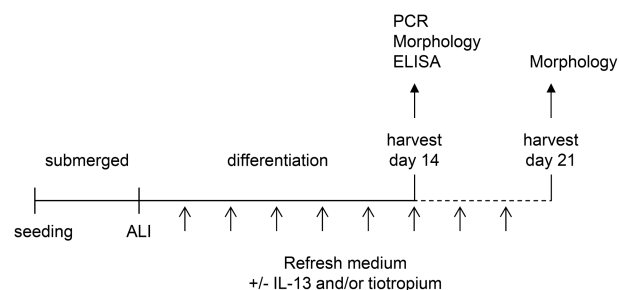 PCR
Morphology
ELISA
Morphology
harvest
day 14
harvest
day 21
submerged
differentiation
seeding
ALI
Refresh medium
+/- IL-13 and/or tiotropium